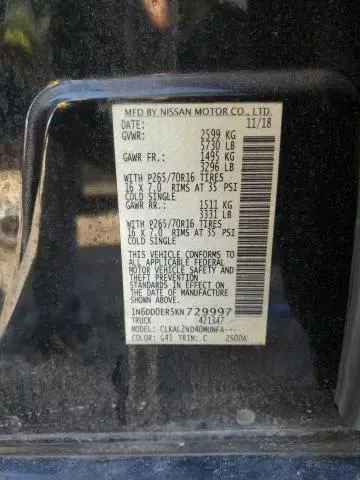 MFD BY NISSAN MOTOR CO., LTD.
DATE: 11/18
GVWR: 2599 KG
5730 LB
GAWR FR.: 1495 KG
3296 LB
WITH P265/70R16 TIRES
16 X 7.0 RIMS AT 35 PSI
COLD SINGLE
GAWR RR.: 1511 KG
3331 LB
WITH P265/70R16 TIRES
16 X 7.0 RIMS AT 35 PSI
COLD SINGLE
THIS VEHICLE CONFORMS TO
ALL APPLICABLE FEDERAL
MOTOR VEHICLE SAFETY AND
THEFT PREVENTION
STANDARDS IN EFFECT ON
THE DATE OF MANUFACTURE
SHOWN ABOVE.
1N6DD0ER5KN729997
TRUCK 421347
MODEL: CLKALZND40MUNFA---
COLOR: G41 TRIM: C 2500A